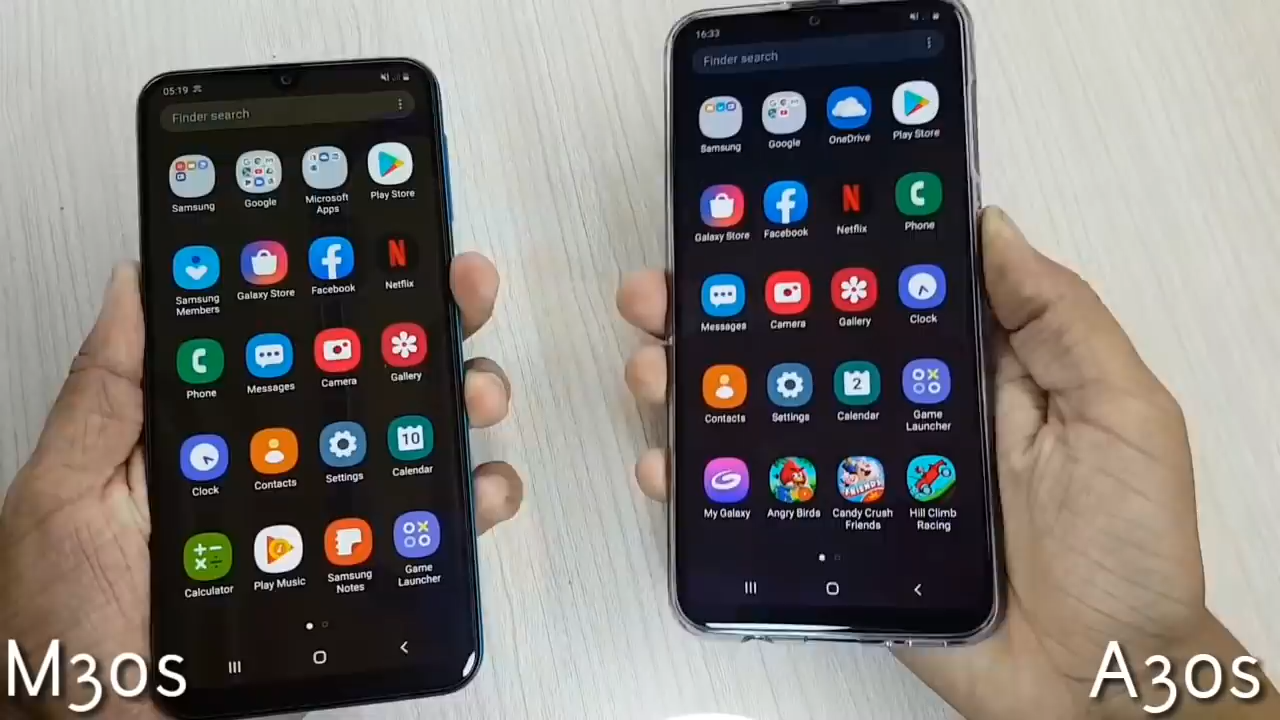 05:19
Finder search
Samsung
Google
Microsoft
Apps
Play Store
Samsung
Members
Galaxy Store
Facebook
N
Netflix
Phone
Messages
Camera
Gallery
Clock
Contacts
Settings
10
Calendar
Calculator
Play Music
Samsung
Notes
Game
Launcher
M30s
16:33
Finder search
Samsung
Google
OneDrive
Play Store
Galaxy Store
Facebook
N
Netflix
Phone
Messages
Camera
Gallery
Clock
Contacts
Settings
2
Calendar
Game
Launcher
My Galaxy
Angry Birds
FRIENDS
Candy Crush
Friends
Hill Climb
Racing
A30s